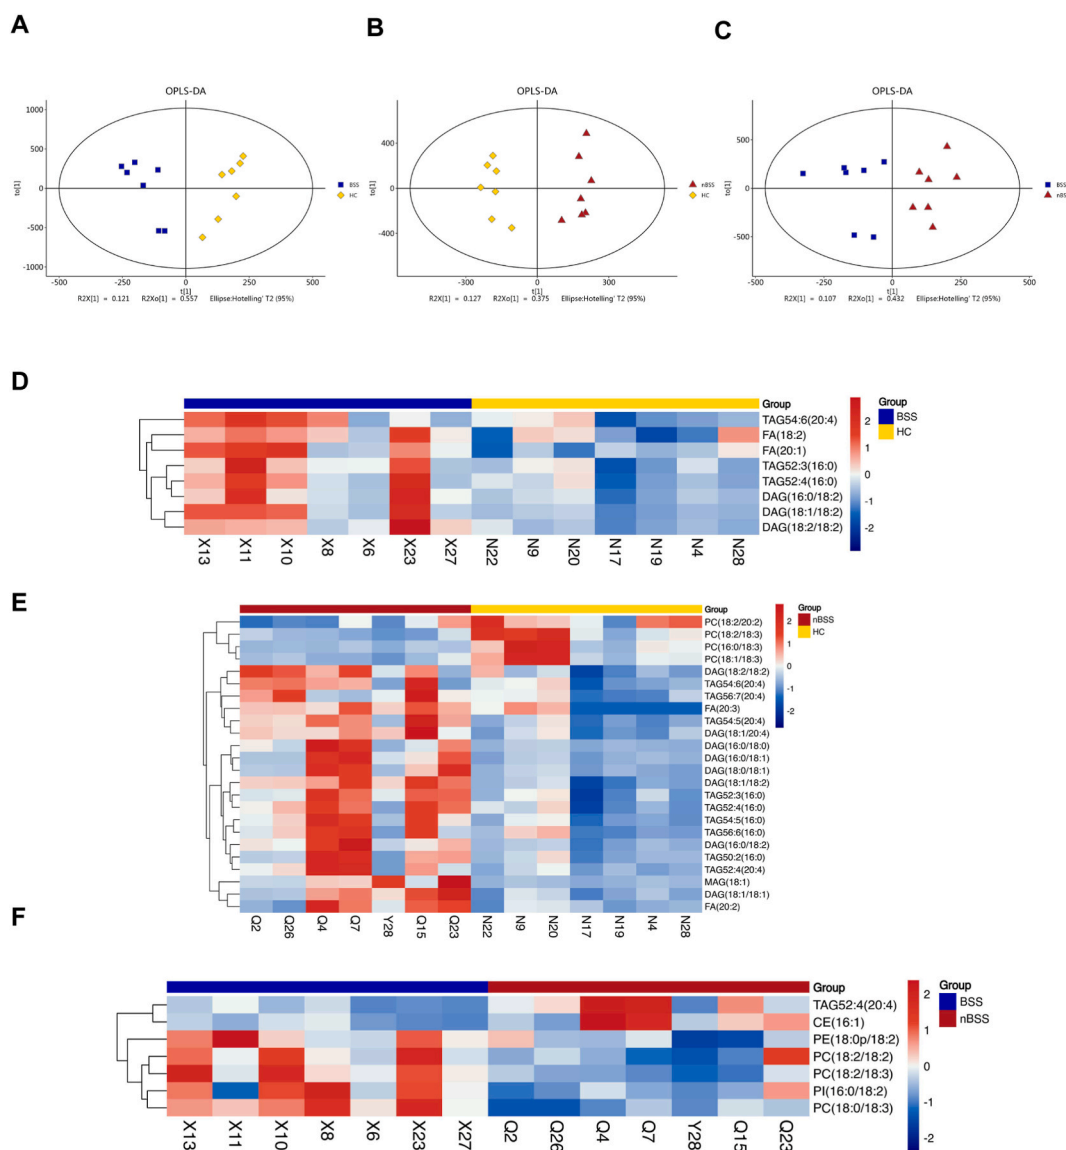 A
B
C
OPLS-DA
OPLS-DA
OPLS-DA
1000
500
0
-500
-1000
to[1]
-500
-250
0
250
500
t[1]
R2X[1] = 0.121 R2Xo[1] = 0.557 Ellipse:Hotelling' T2 (95%)
BSS
HC
400
0
-400
to[1]
-300
0
300
t[1]
R2X[1] = 0.127 R2Xo[1] = 0.375 Ellipse:Hotelling' T2 (95%)
nBSS
HC
500
0
-500
to[1]
-500
-250
0
250
500
t[1]
R2X[1] = 0.107 R2Xo[1] = 0.432 Ellipse:Hotelling' T2 (95%)
BSS
nBS
D
Group
TAG54:6(20:4)
FA(18:2)
FA(20:1)
TAG52:3(16:0)
TAG52:4(16:0)
DAG(16:0/18:2)
DAG(18:1/18:2)
DAG(18:2/18:2)
X13 X11 X10 X8 X6 X23 X27 N22 N9 N20 N17 N19 N4 N28
2
1
0
-1
-2
Group
BSS
HC
E
Group
PC(18:2/20:2)
PC(18:2/18:3)
PC(16:0/18:3)
PC(18:1/18:3)
DAG(18:2/18:2)
TAG54:6(20:4)
TAG56:7(20:4)
FA(20:3)
TAG54:5(20:4)
DAG(18:1/20:4)
DAG(16:0/18:0)
DAG(16:0/18:1)
DAG(18:0/18:1)
DAG(18:1/18:2)
TAG52:3(16:0)
TAG52:4(16:0)
TAG54:5(16:0)
TAG56:6(16:0)
DAG(16:0/18:2)
TAG50:2(16:0)
TAG52:4(20:4)
MAG(18:1)
DAG(18:1/18:1)
FA(20:2)
Q2 Q26 Q4 Q7 Y28 Q15 Q23 N22 N9 N20 N17 N19 N4 N28
2
1
0
-1
-2
Group
nBSS
HC
F
Group
TAG52:4(20:4)
CE(16:1)
PE(18:0p/18:2)
PC(18:2/18:2)
PC(18:2/18:3)
PI(16:0/18:2)
PC(18:0/18:3)
X13 X11 X10 X8 X6 X23 X27 Q2 Q26 Q4 Q7 Y28 Q15 Q23
2
1
0
-1
-2
Group
BSS
nBSS